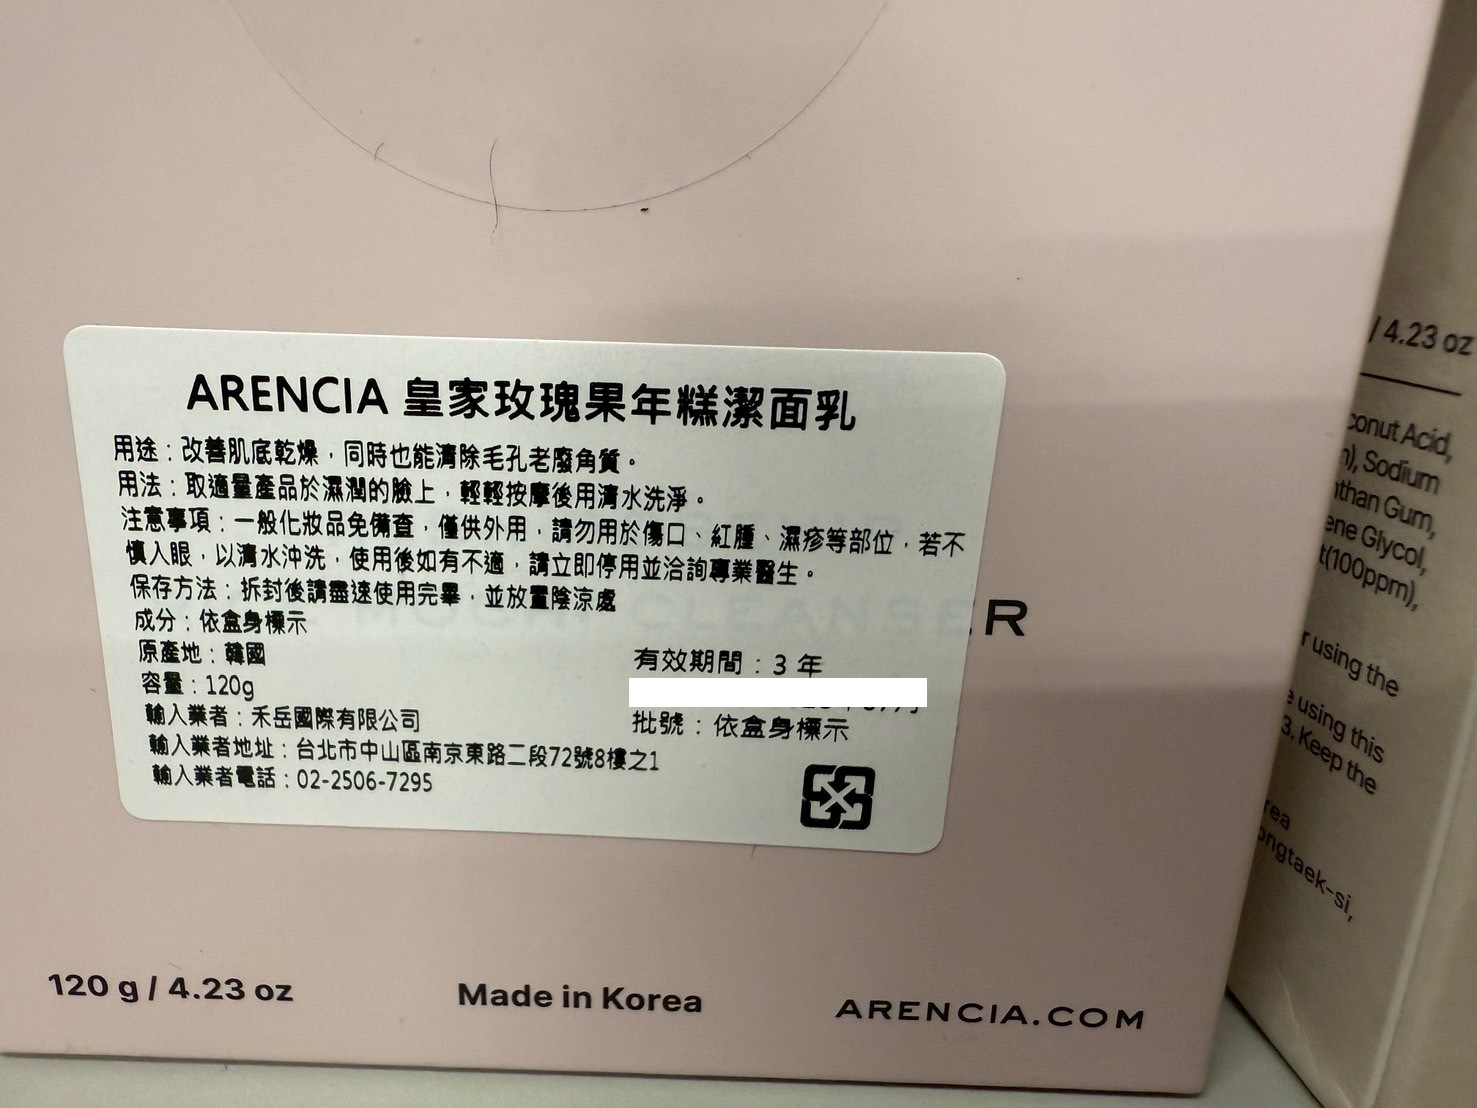 ARENCIA 皇家玫瑰果年糕潔面乳
用途：改善肌底乾燥，同時也能清除毛孔老廢角質。
用法：取適量產品於濕潤的臉上，輕輕按摩後用清水洗淨。
注意事項：一般化妝品免備查，僅供外用，請勿用於傷口、紅腫、濕疹等部位，若不
慎入眼，以清水沖洗，使用後如有不適，請立即停用並洽詢專業醫生。
保存方法：拆封後請盡速使用完畢，並放置陰涼處
成分：依盒身標示
原產地：韓國
容量：120g
輸入業者：禾岳國際有限公司
輸入業者地址：台北市中山區南京東路二段72號8樓之1
輸入業者電話：02-2506-7295
有效期間：3 年
批號：依盒身標示
MOCHI CLEANSER
120 g / 4.23 oz
Made in Korea
ARENCIA.COM
/ 4.23 oz
conut Acid,
n), Sodium
nthan Gum,
ene Glycol,
t(100ppm),
r using the
e using this
3. Keep the
rea
ongtaek-si,